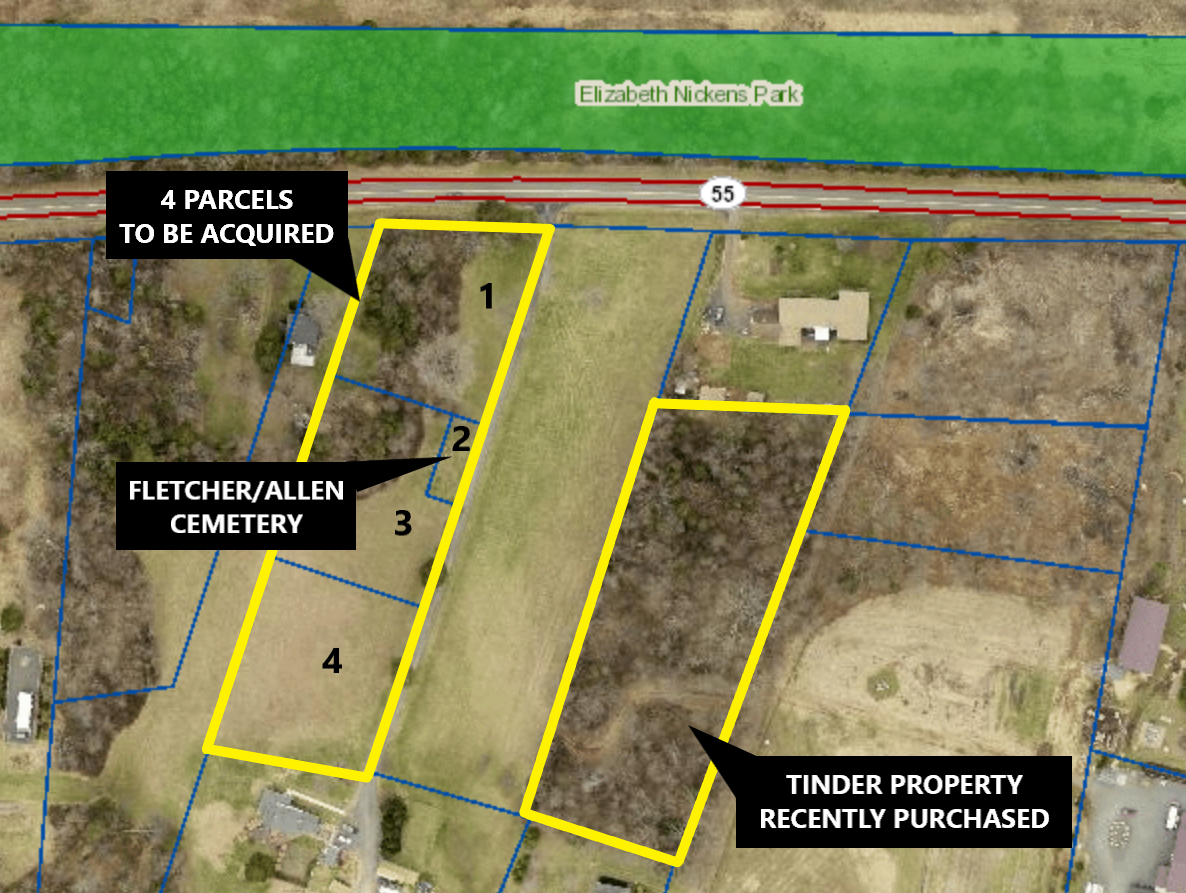 Elizabeth Nickens Park
55
4 PARCELS
TO BE ACQUIRED
1
2
FLETCHER/ALLEN
CEMETERY
3
4
TINDER PROPERTY
RECENTLY PURCHASED